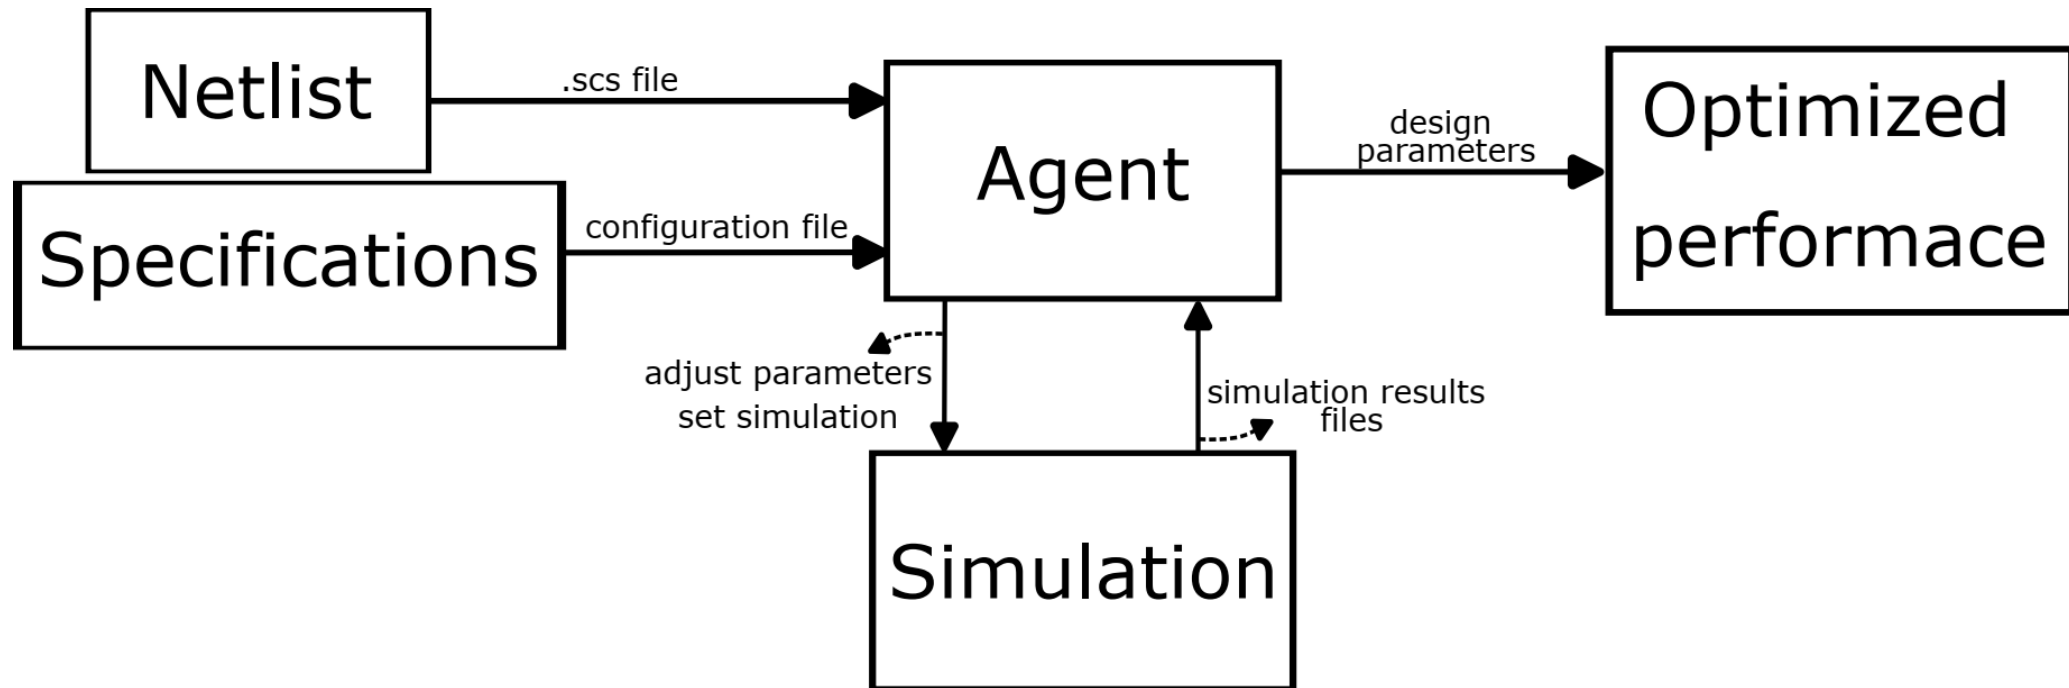 Netlist
.scs file
Specifications
configuration file
Agent
design
parameters
Optimized
performace
adjust parameters
set simulation
simulation results
files
Simulation